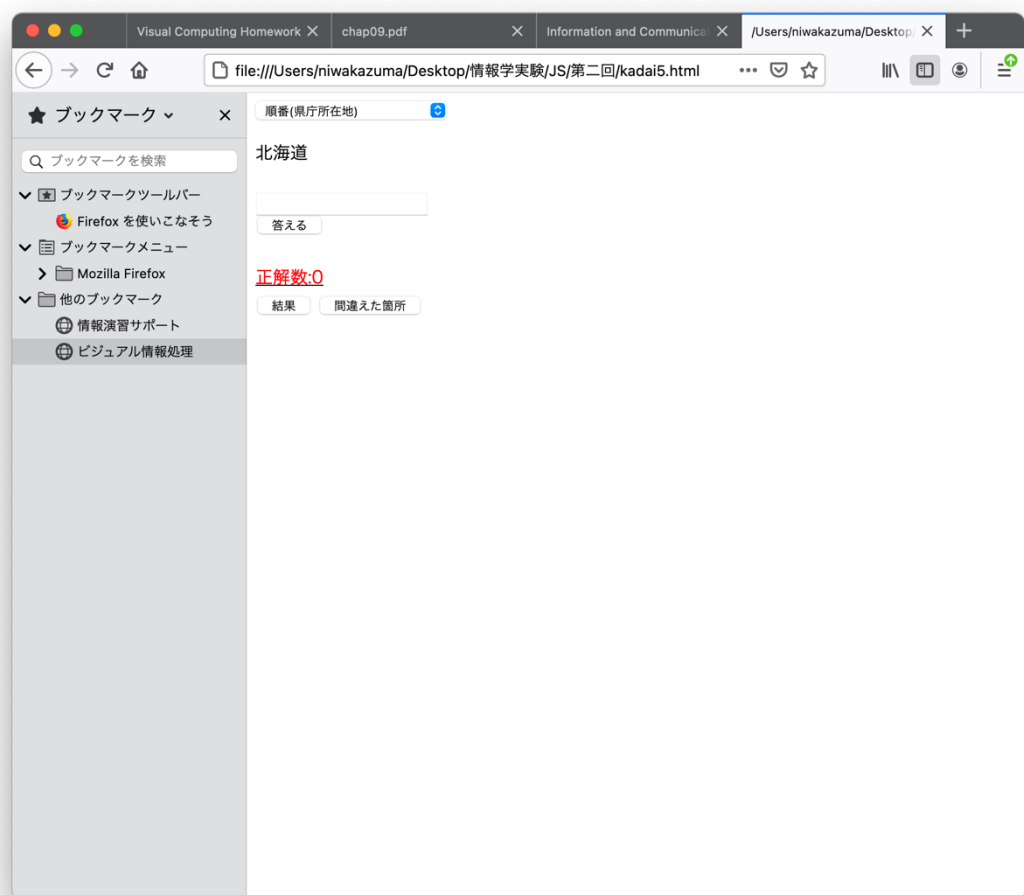 Visual Computing Homework
chap09.pdf
Information and Communica
/Users/niwakazuma/Desktop/
file:///Users/niwakazuma/Desktop/情報学実験/JS/第二回/kadai5.html
ブックマーク
ブックマークを検索
ブックマークツールバー
Firefox を使いこなそう
ブックマークメニュー
Mozilla Firefox
他のブックマーク
情報演習サポート
ビジュアル情報処理
順番(県庁所在地)
北海道
答える
正解数:0
結果 間違えた箇所